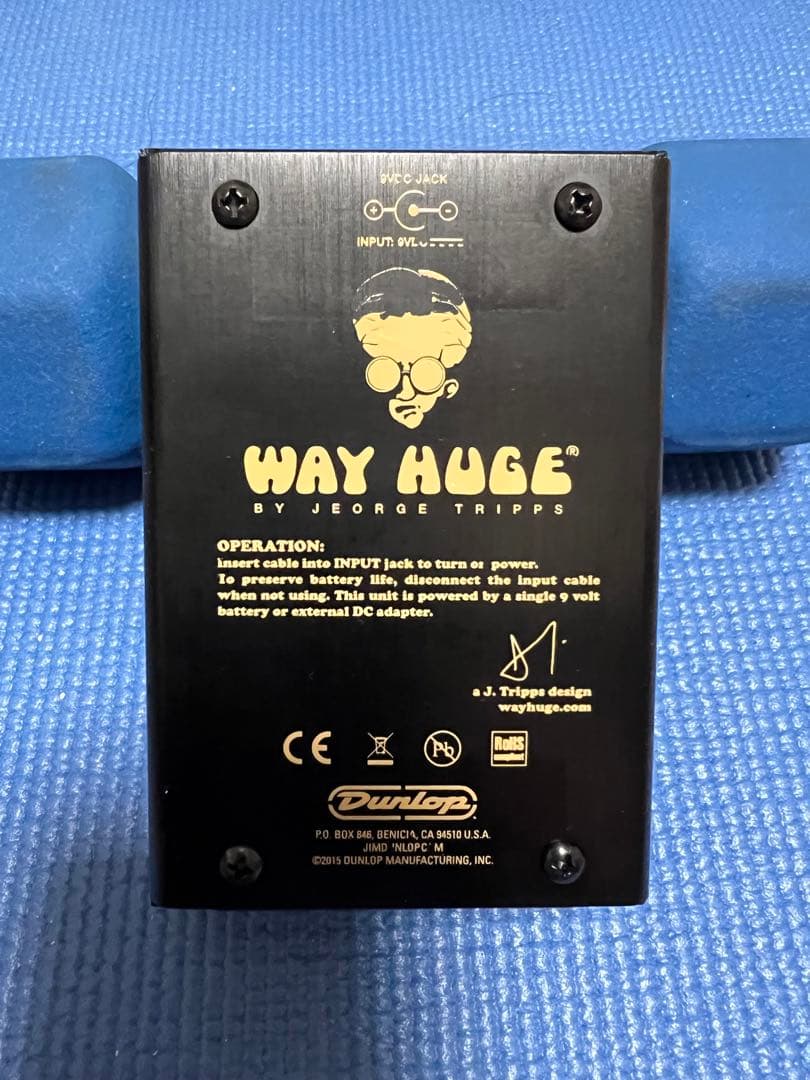 9VDC JACK
+ -
INPUT:
WAY HUGE®
BY JEORGE TRIPPS
OPERATION:
Insert cable into INPUT jack to turn power.
To preserve battery life, disconnect the input cable
when not using. This unit is powered by a single 9 volt
battery or external DC adapter.
a J. Tripps design
wayhuge.com
CE Pb RoHS
compliant
Dunlop
P.O. BOX 846, BENICIA, CA 94510 U.S.A.
©2015 DUNLOP MANUFACTURING, INC.